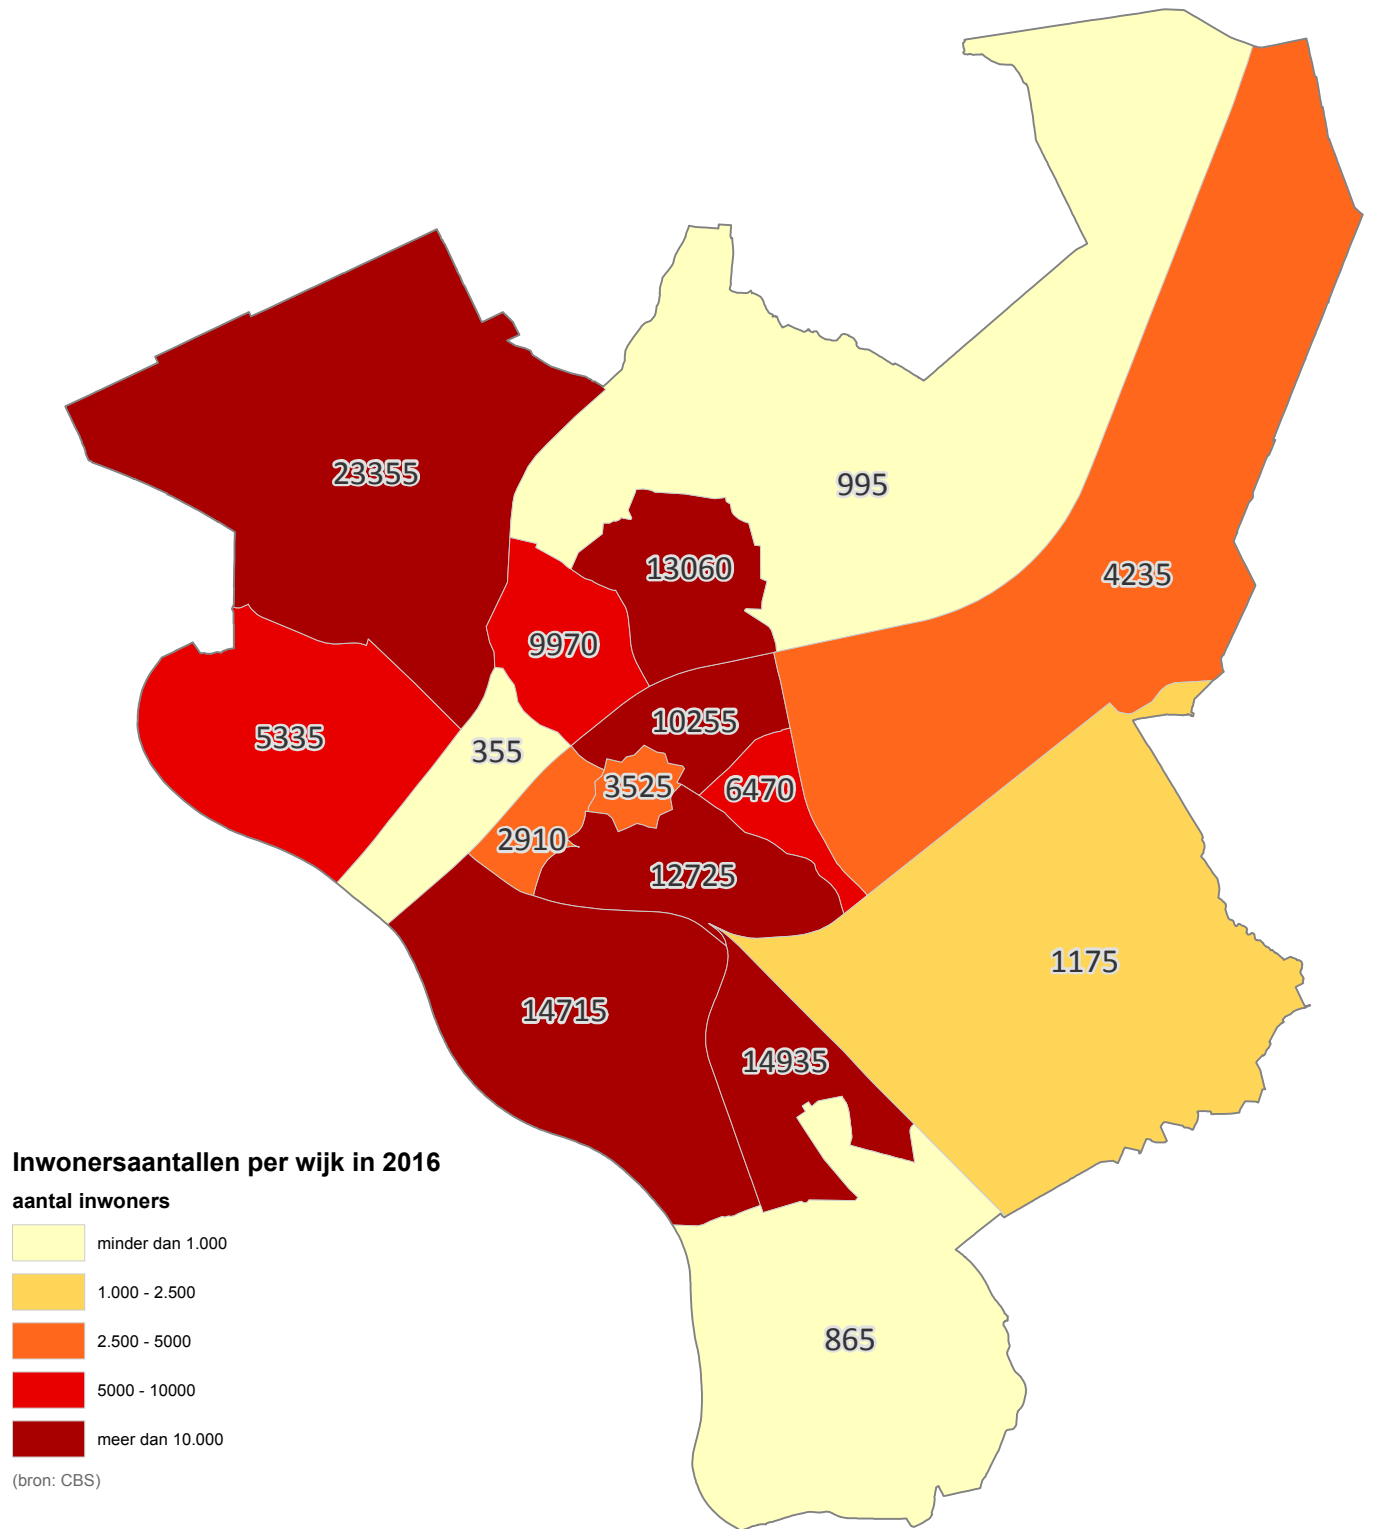 23355
995
13060
4235
9970
10255
5335
355
3525
6470
2910
12725
1175
14715
14935
Inwonersaantallen per wijk in 2016
aantal inwoners
minder dan 1.000
1.000 - 2.500
2.500 - 5000
865
5000 - 10000
meer dan 10.000
(bron: CBS)